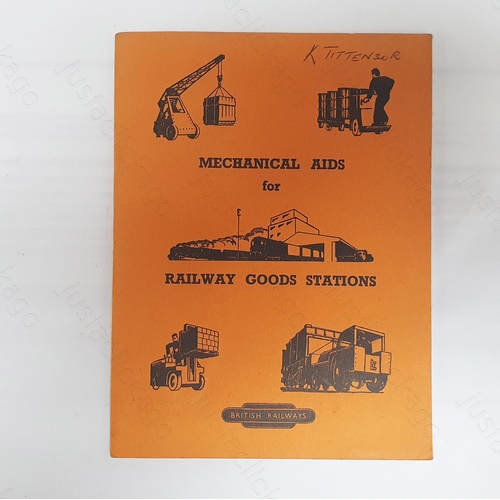 K TITTENSOR
MECHANICAL AIDS
for
RAILWAY GOODS STATIONS
BRITISH RAILWAYS